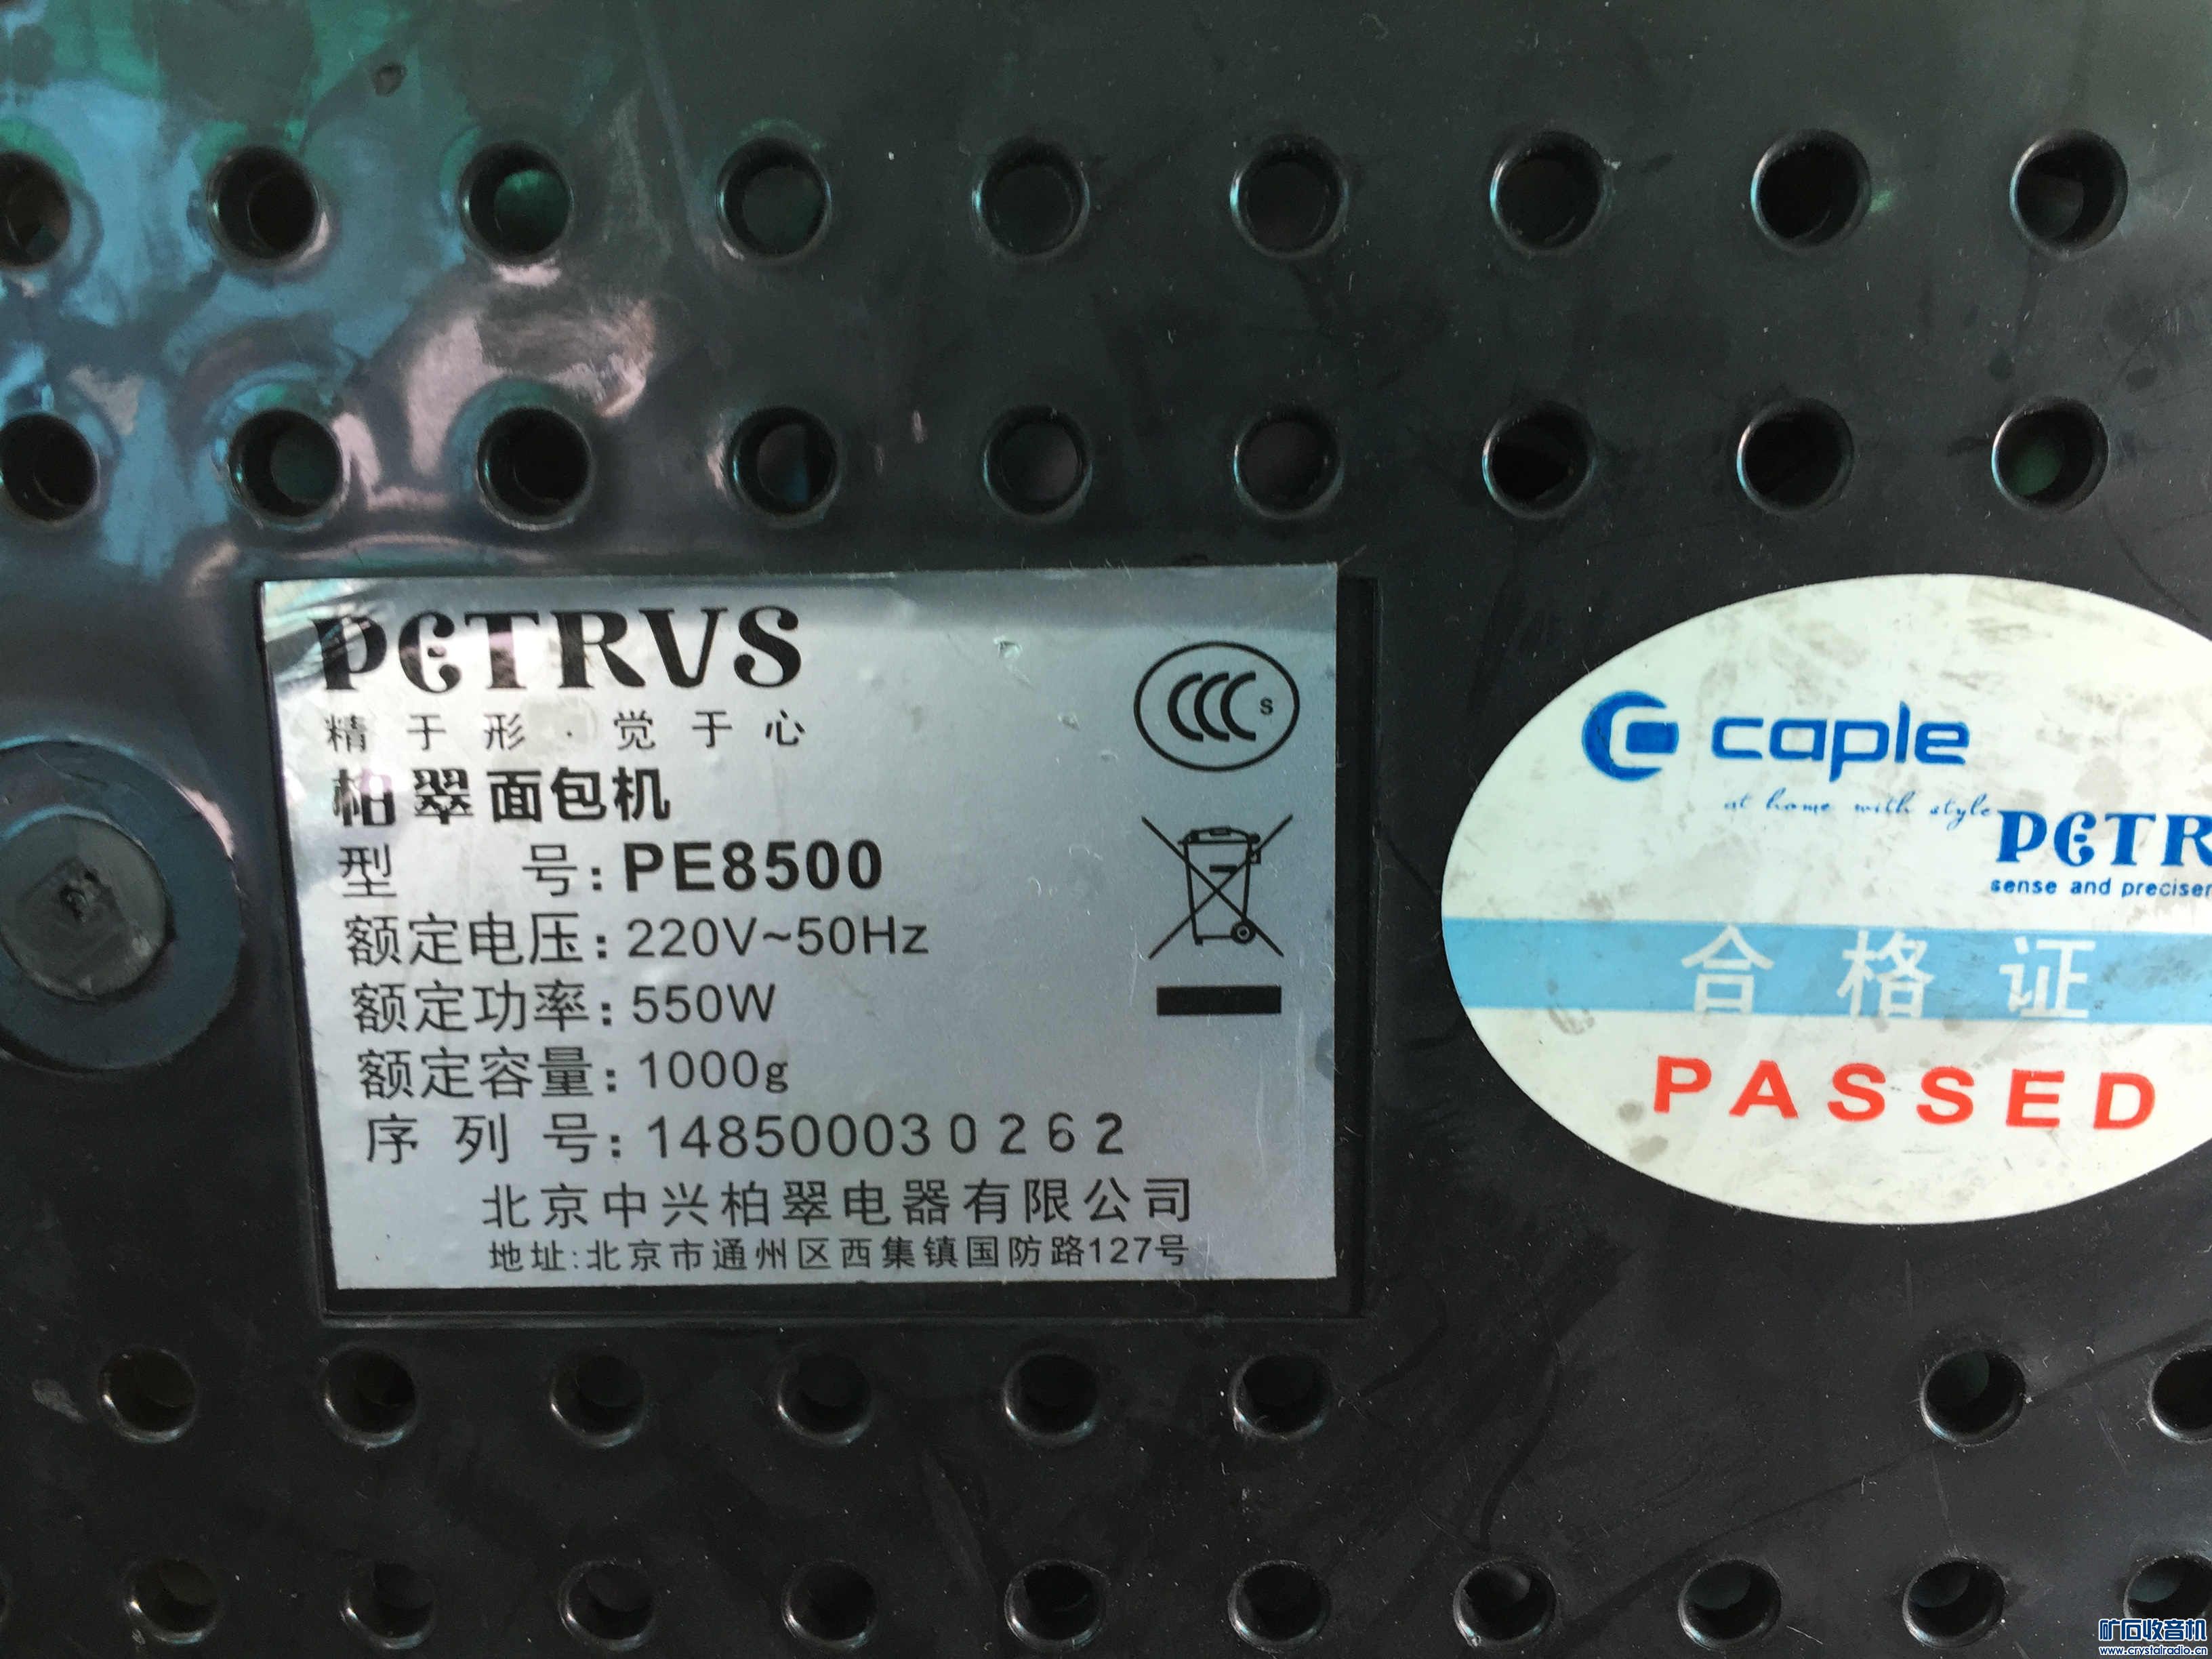 PETRVS
精于形·觉于心
柏翠面包机
型 号:PE8500
额定电压:220V~50Hz
额定功率:550W
额定容量:1000g
序 列 号:148500030262
北京中兴柏翠电器有限公司
地址:北京市通州区西集镇国防路127号
CCC S
caple
at home with style
PETR
sense and preciser
合格证
PASSED
矿石收音机
www.crystalradio.cn